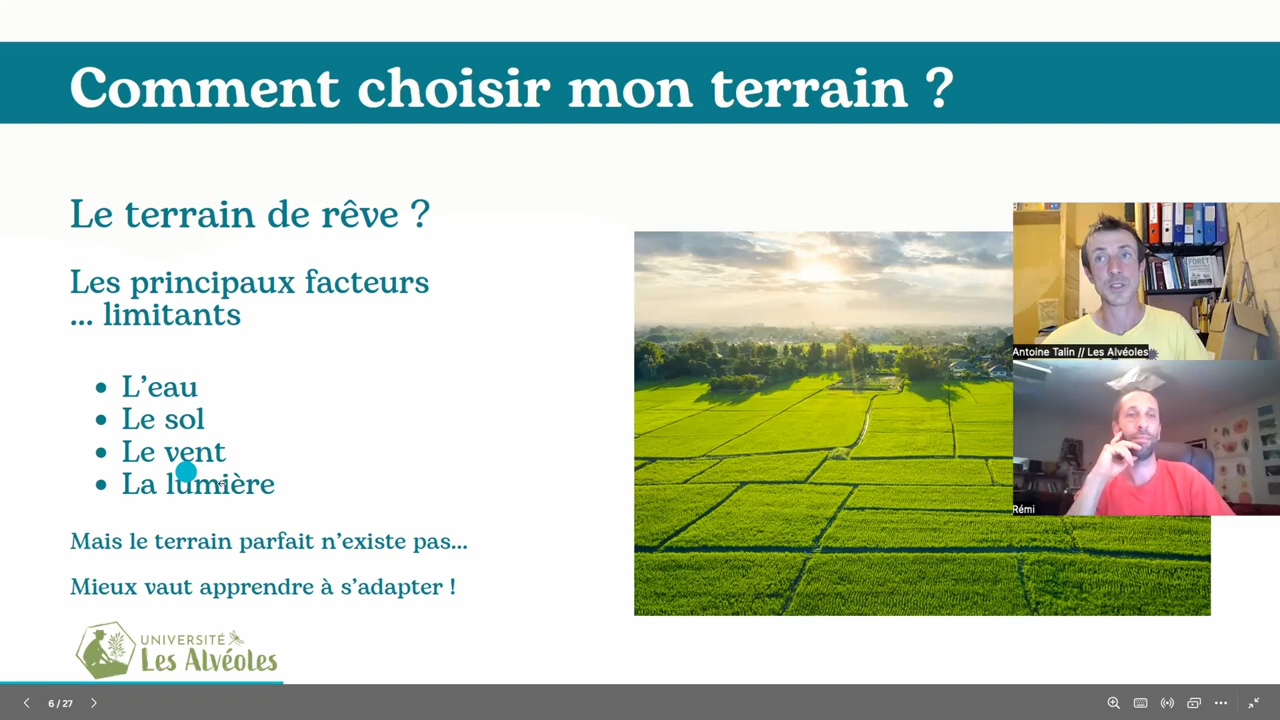 Comment choisir mon terrain ?
Le terrain de rêve ?
Les principaux facteurs
... limitants
• L'eau
• Le sol
• Le vent
• La lumière
Mais le terrain parfait n'existe pas...
Mieux vaut apprendre à s'adapter !
UNIVERSITÉ
Les Alvéoles
FORÊT
Antoine Talin // Les Alvéoles
Rémi
6 / 27